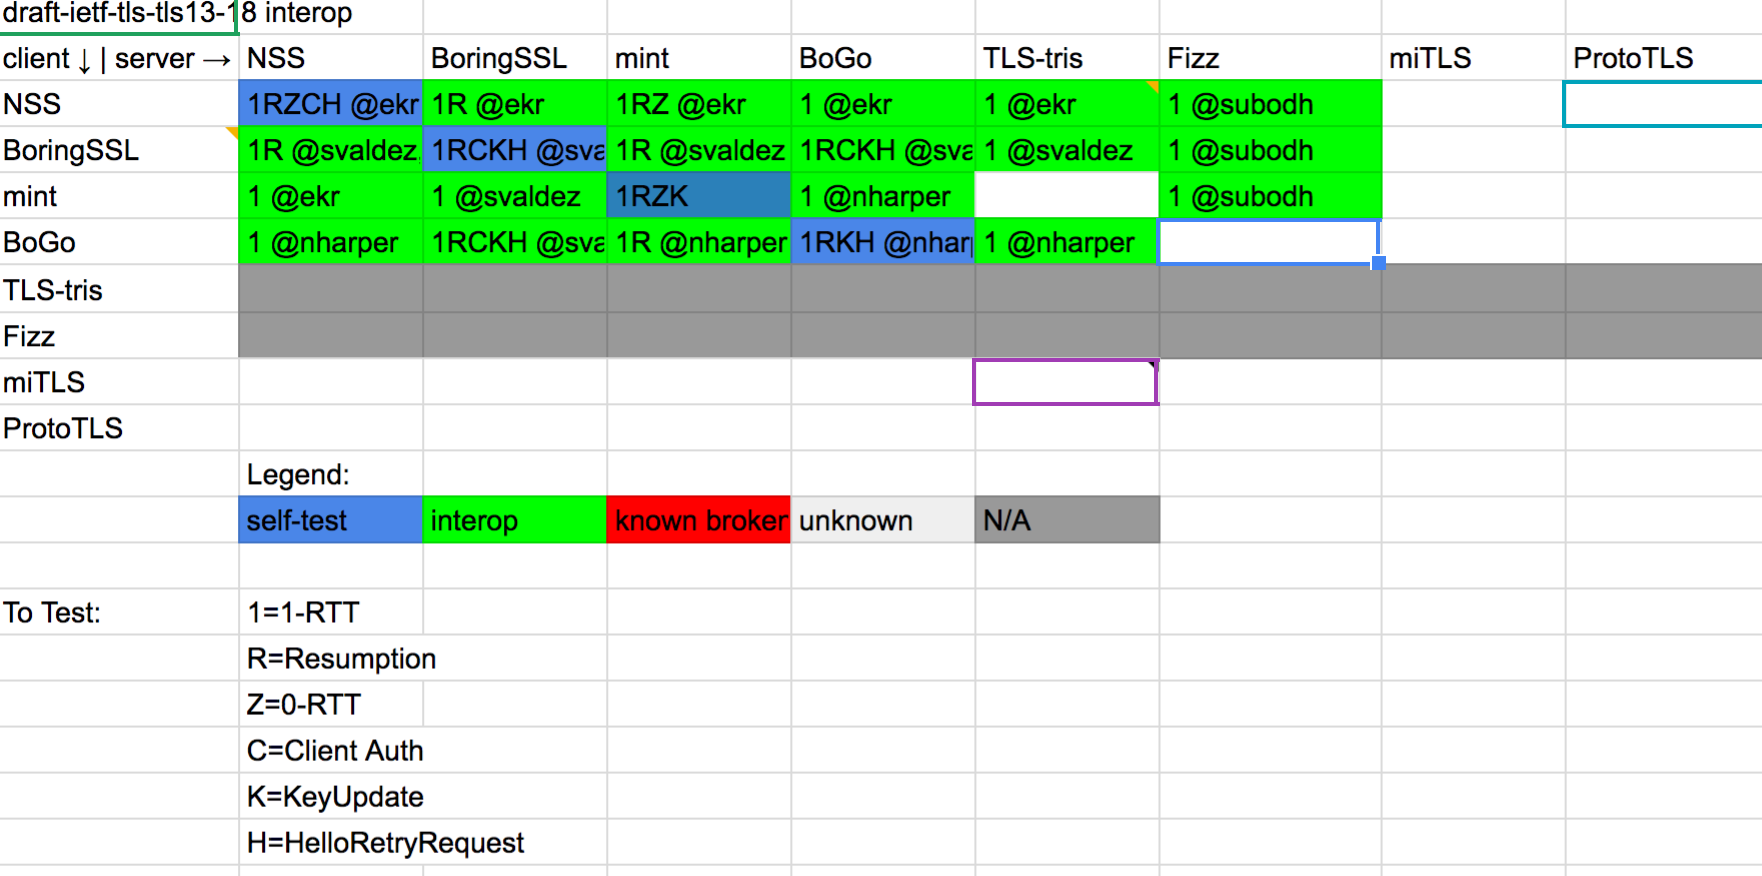 draft-ietf-tls-tls13-18 interop
client ↓ | server → NSS BoringSSL mint BoGo TLS-tris Fizz miTLS ProtoTLS
NSS 1RZCH @ekr 1R @ekr 1RZ @ekr 1 @ekr 1 @ekr 1 @subodh
BoringSSL 1R @svaldez 1RCKH @sva 1R @svaldez 1RCKH @sva 1 @svaldez 1 @subodh
mint 1 @ekr 1 @svaldez 1RZK 1 @nharper 1 @subodh
BoGo 1 @nharper 1RCKH @sva 1R @nharper 1RKH @nhar 1 @nharper
TLS-tris
Fizz
miTLS
ProtoTLS
Legend:
self-test interop known broken unknown N/A
To Test: 1=1-RTT
R=Resumption
Z=0-RTT
C=Client Auth
K=KeyUpdate
H=HelloRetryRequest